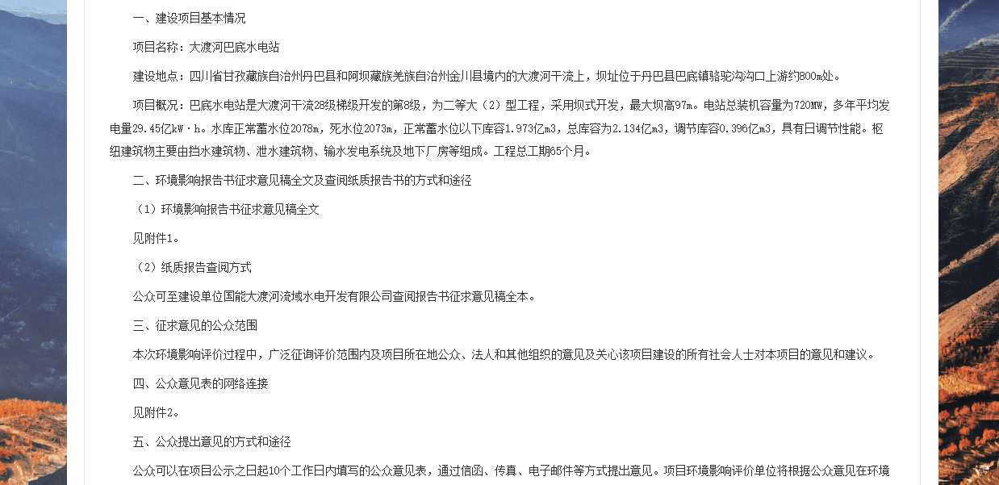 一、建设项目基本情况
项目名称：大渡河巴底水电站
建设地点：四川省甘孜藏族自治州丹巴县和阿坝藏族羌族自治州金川县境内的大渡河干流上，坝址位于丹巴县巴底镇骆驼沟沟口上游约800m处。
项目概况：巴底水电站是大渡河干流28级梯级开发的第8级，为二等大（2）型工程，采用坝式开发，最大坝高97m。电站总装机容量为720MW，多年平均发
电量29.45亿kW·h。水库正常蓄水位2078m，死水位2073m，正常蓄水位以下库容1.973亿m3，总库容为2.134亿m3，调节库容0.396亿m3，具有日调节性能。枢
纽建筑物主要由挡水建筑物、泄水建筑物、输水发电系统及地下厂房等组成。工程总工期65个月。
二、环境影响报告书征求意见稿全文及查阅纸质报告书的方式和途径
（1）环境影响报告书征求意见稿全文
见附件1。
（2）纸质报告查阅方式
公众可至建设单位国能大渡河流域水电开发有限公司查阅报告书征求意见稿全本。
三、征求意见的公众范围
本次环境影响评价过程中，广泛征询评价范围内及项目所在地公众、法人和其他组织的意见及关心该项目建设的所有社会人士对本项目的意见和建议。
四、公众意见表的网络连接
见附件2。
五、公众提出意见的方式和途径
公众可以在项目公示之日起10个工作日内填写的公众意见表，通过信函、传真、电子邮件等方式提出意见。项目环境影响评价单位将根据公众意见在环境